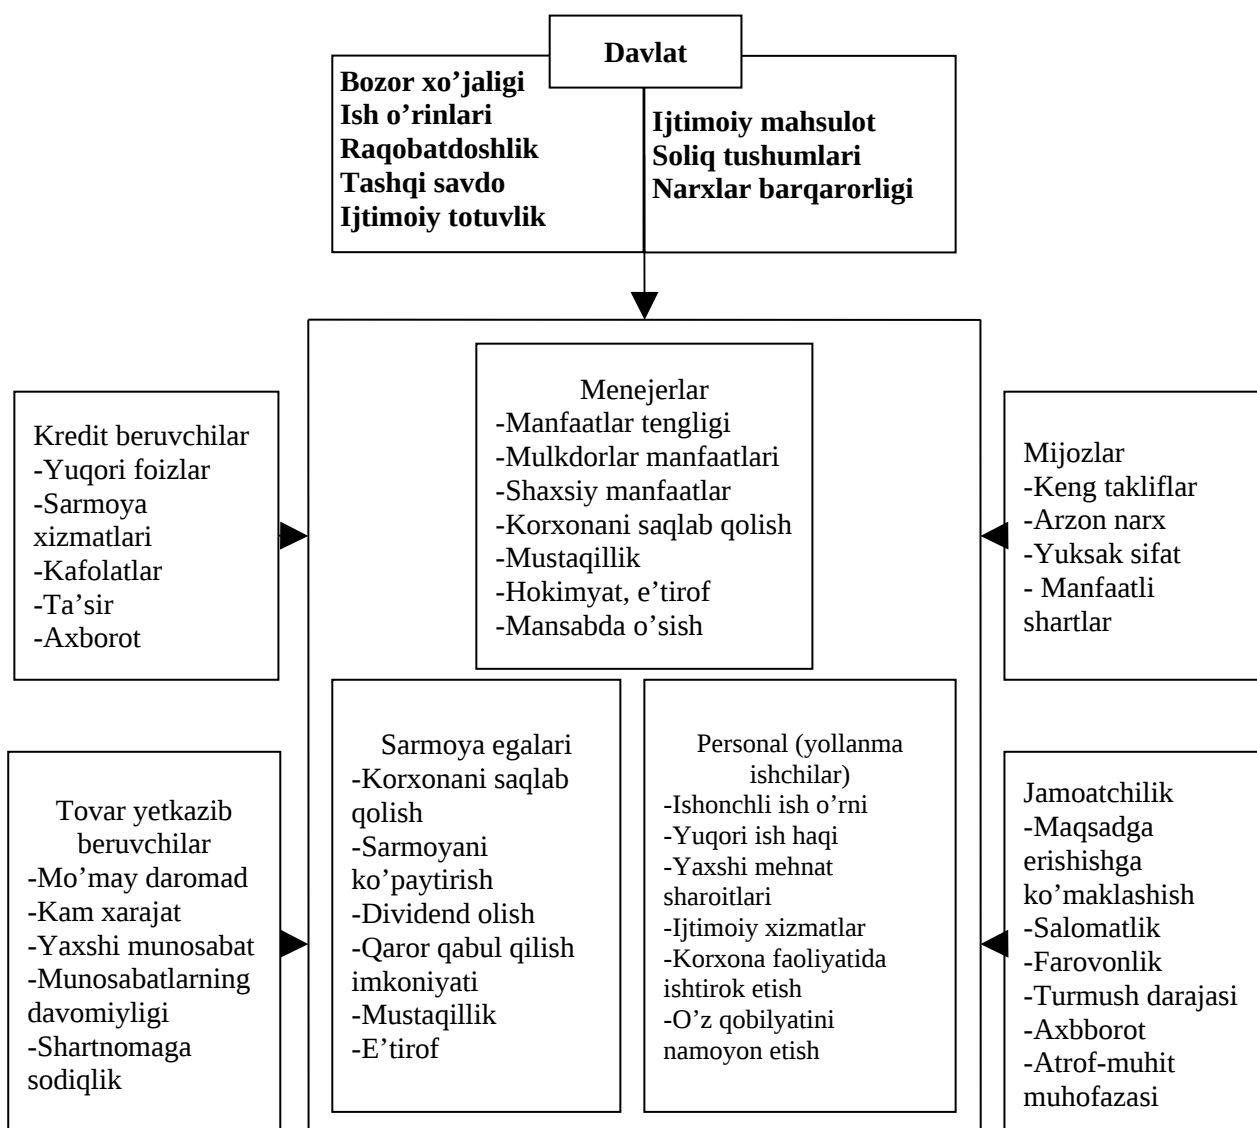 Davlat
Bozor xo’jaligi
Ish o’rinlari
Raqobatdoshlik
Tashqi savdo
Ijtimoiy totuvlik
Ijtimoiy mahsulot
Soliq tushumlari
Narxlar barqarorligi
Kredit beruvchilar
-Yuqori foizlar
-Sarmoya
xizmatlari
-Kafolatlar
-Ta’sir
-Axborot
Menejerlar
-Manfaatlar tengligi
-Mulkdorlar manfaatlari
-Shaxsiy manfaatlar
-Korxonani saqlab qolish
-Mustaqillik
-Hokimyat, e’tirof
-Mansabda o’sish
Mijozlar
-Keng takliflar
-Arzon narx
-Yuksak sifat
- Manfaatli
shartlar
Tovar yetkazib
beruvchilar
-Mo’may daromad
-Kam xarajat
-Yaxshi munosabat
-Munosabatlarning
davomiyligi
-Shartnomaga
sodiqlik
Sarmoya egalari
-Korxonani saqlab
qolish
-Sarmoyani
ko’paytirish
-Dividend olish
-Qaror qabul qilish
imkoniyati
-Mustaqillik
-E’tirof
Personal (yollanma
ishchilar)
-Ishonchli ish o’rni
-Yuqori ish haqi
-Yaxshi mehnat
sharoitlari
-Ijtimoiy xizmatlar
-Korxona faoliyatida
ishtirok etish
-O’z qobilyatini
namoyon etish
Jamoatchilik
-Maqsadga
erishishga
ko’maklashish
-Salomatlik
-Farovonlik
-Turmush darajasi
-Axbborot
-Atrof-muhit
muhofazasi